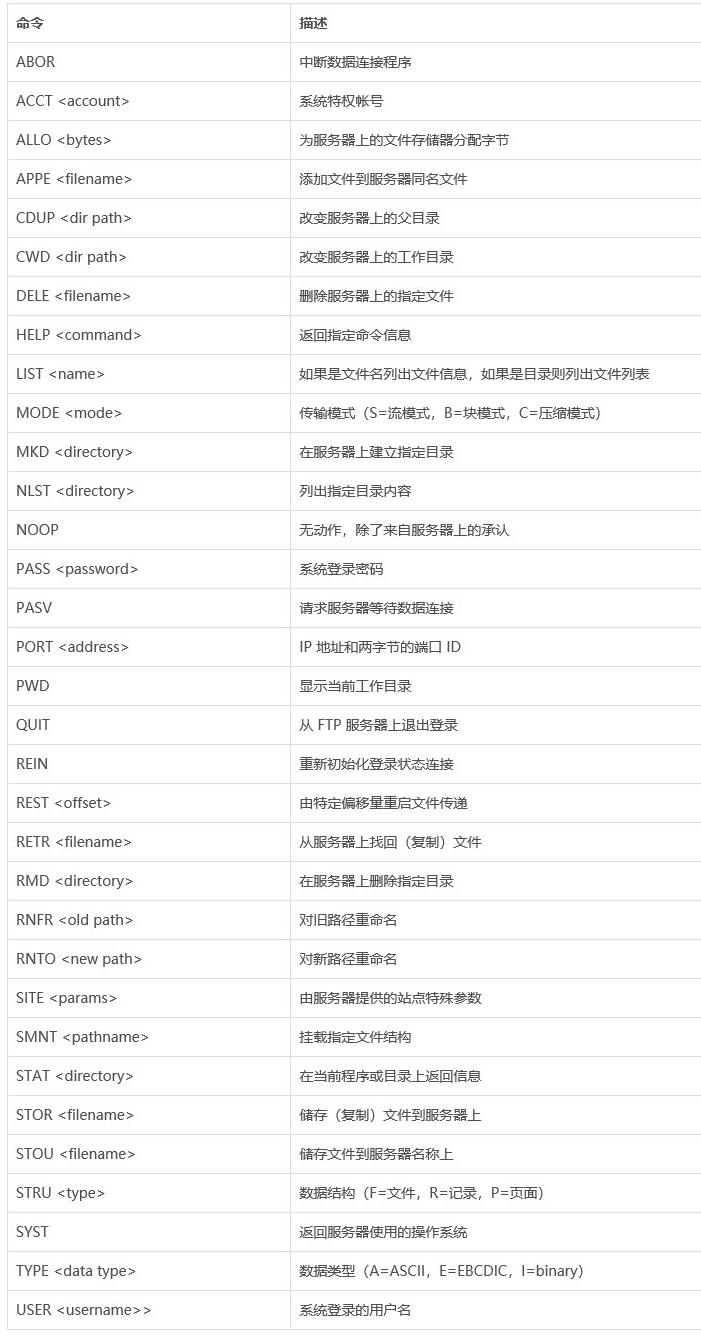 命令 描述
ABOR 中断数据连接程序
ACCT <account> 系统特权帐号
ALLO <bytes> 为服务器上的文件存储器分配字节
APPE <filename> 添加文件到服务器同名文件
CDUP <dir path> 改变服务器上的父目录
CWD <dir path> 改变服务器上的工作目录
DELE <filename> 删除服务器上的指定文件
HELP <command> 返回指定命令信息
LIST <name> 如果是文件名列出文件信息，如果是目录则列出文件列表
MODE <mode> 传输模式（S=流模式，B=块模式，C=压缩模式）
MKD <directory> 在服务器上建立指定目录
NLST <directory> 列出指定目录内容
NOOP 无动作，除了来自服务器上的承认
PASS <password> 系统登录密码
PASV 请求服务器等待数据连接
PORT <address> IP 地址和两字节的端口 ID
PWD 显示当前工作目录
QUIT 从 FTP 服务器上退出登录
REIN 重新初始化登录状态连接
REST <offset> 由特定偏移量重启文件传递
RETR <filename> 从服务器上找回（复制）文件
RMD <directory> 在服务器上删除指定目录
RNFR <old path> 对旧路径重命名
RNTO <new path> 对新路径重命名
SITE <params> 由服务器提供的站点特殊参数
SMNT <pathname> 挂载指定文件结构
STAT <directory> 在当前程序或目录上返回信息
STOR <filename> 储存（复制）文件到服务器上
STOU <filename> 储存文件到服务器名称上
STRU <type> 数据结构（F=文件，R=记录，P=页面）
SYST 返回服务器使用的操作系统
TYPE <data type> 数据类型（A=ASCII，E=EBCDIC，I=binary）
USER <username>> 系统登录的用户名